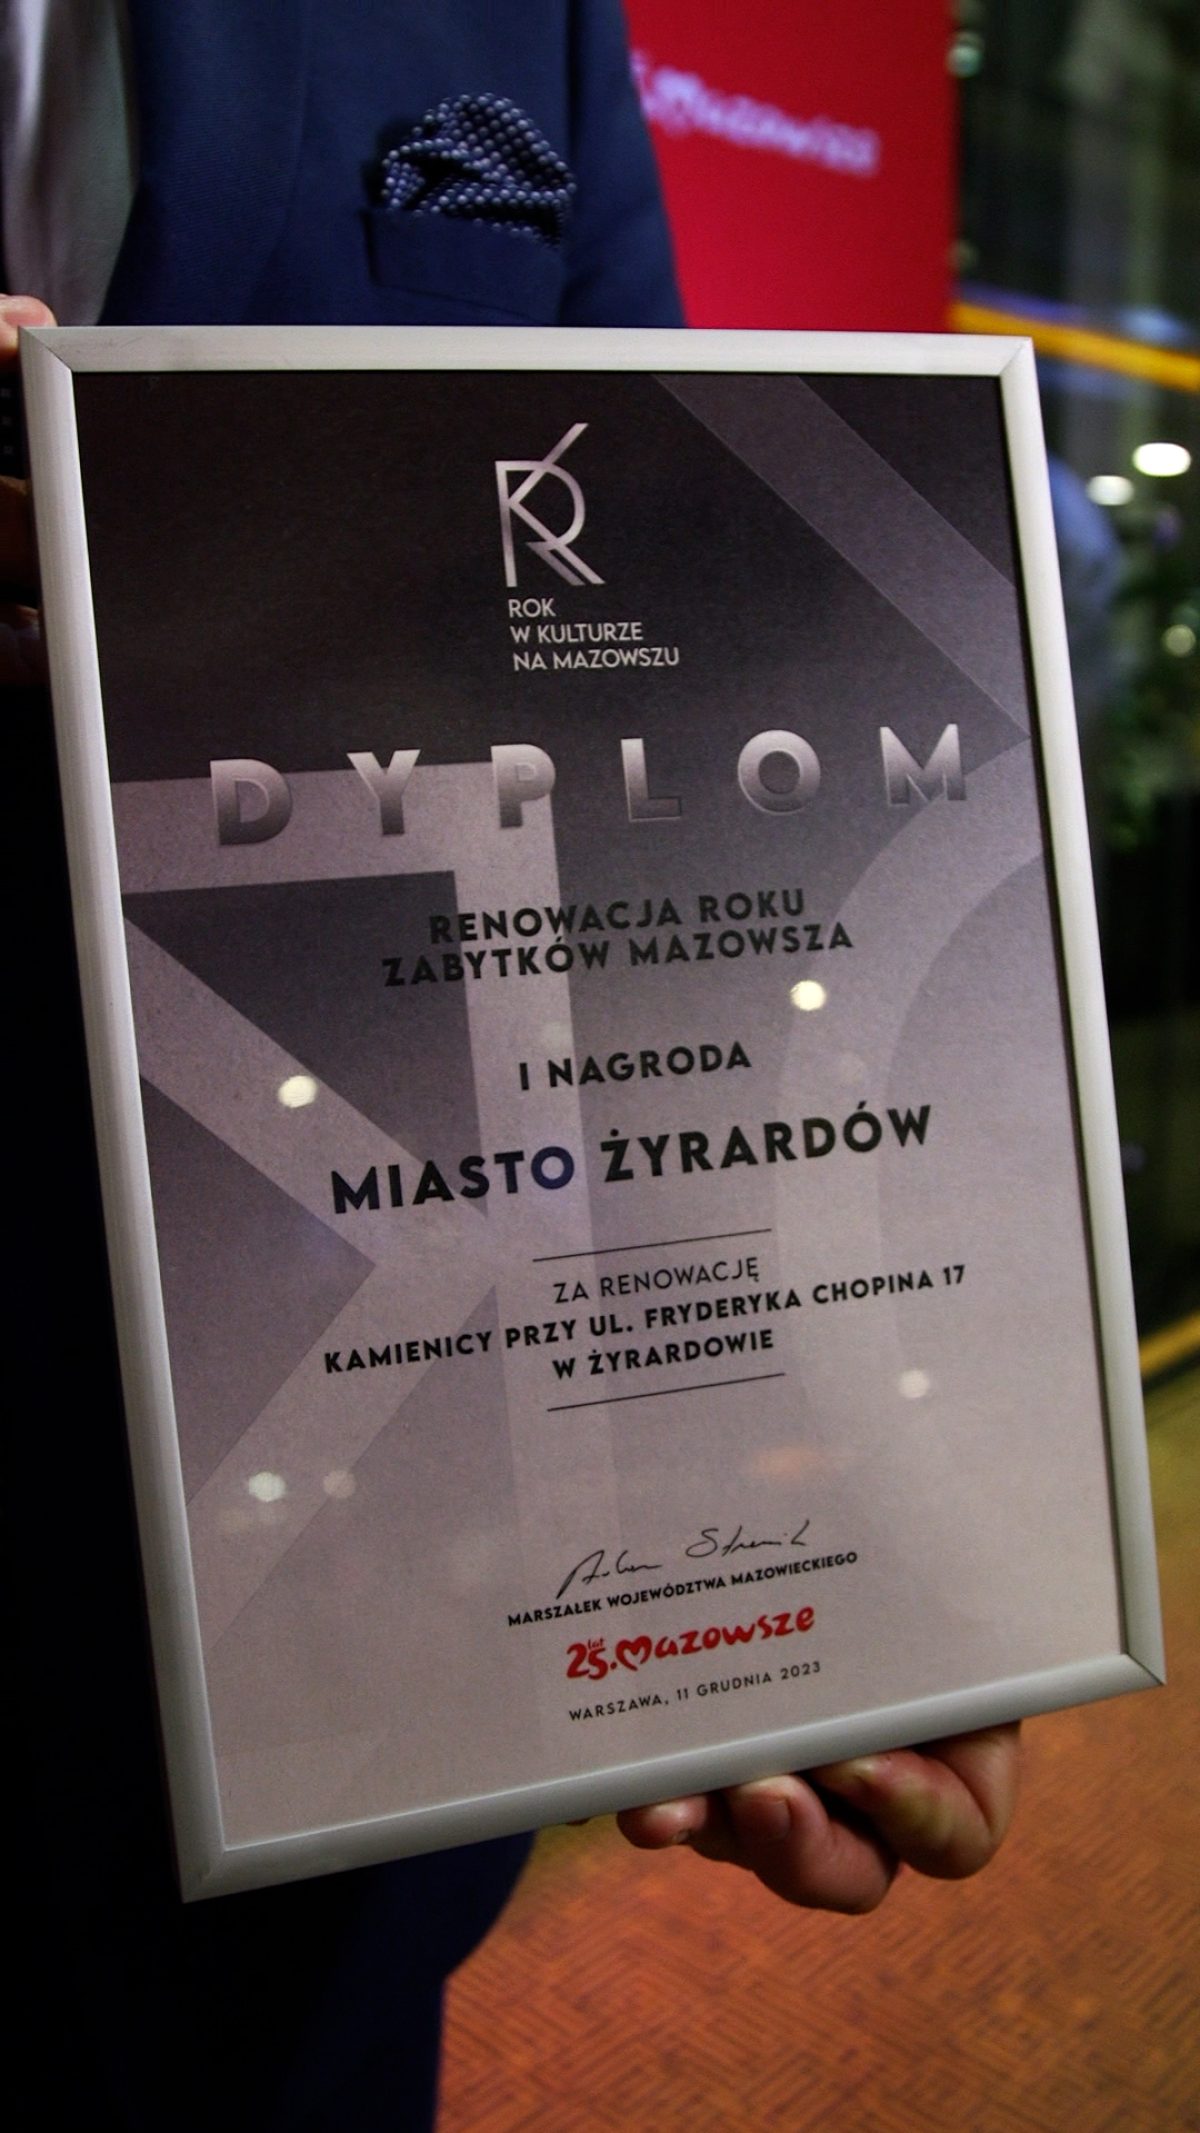 Mazowsze
ROK
W KULTURZE
NA MAZOWSZU
DYPLOM
RENOWACJA ROKU
ZABYTKÓW MAZOWSZA
I NAGRODA
MIASTO ŻYRARDÓW
ZA RENOWACJĘ
KAMIENICY PRZY UL. FRYDERYKA CHOPINA 17
W ŻYRARDOWIE
MARSZAŁEK WOJEWÓDZTWA MAZOWIECKIEGO
25 lat. Mazowsze
WARSZAWA, 11 GRUDNIA 2023